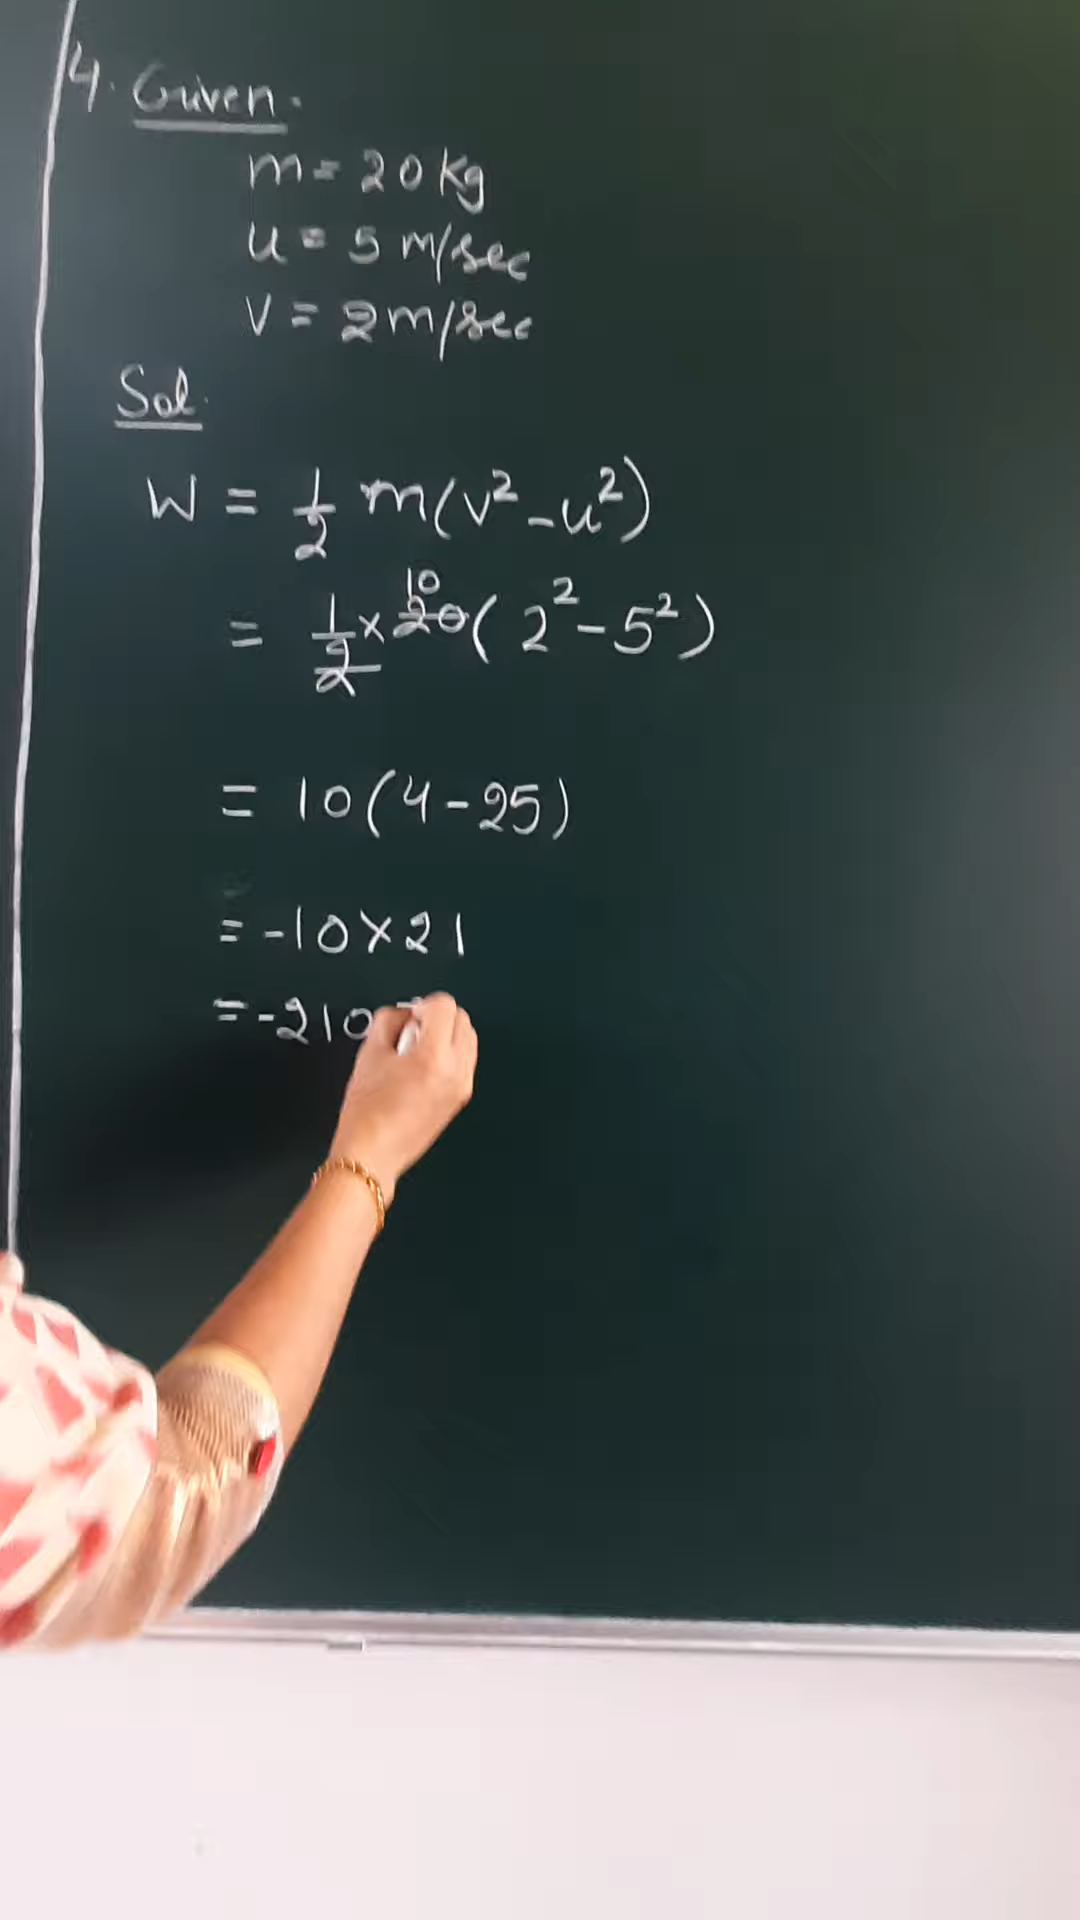 4. Given.
m = 20 kg
u = 5 m/sec
v = 2 m/sec
Sol.
W = 1/2 m(v² - u²)
= 1/2 × 20 10 (2² - 5²)
= 10(4 - 25)
= -10 × 21
= -210